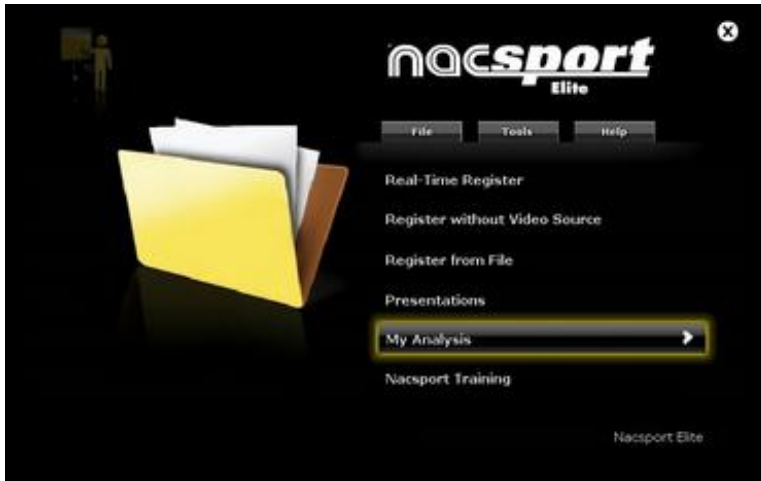 nacsport
Elite
File Tools Help
Real-Time Register
Register without Video Source
Register from File
Presentations
My Analysis
Nacsport Training
Nacsport Elite